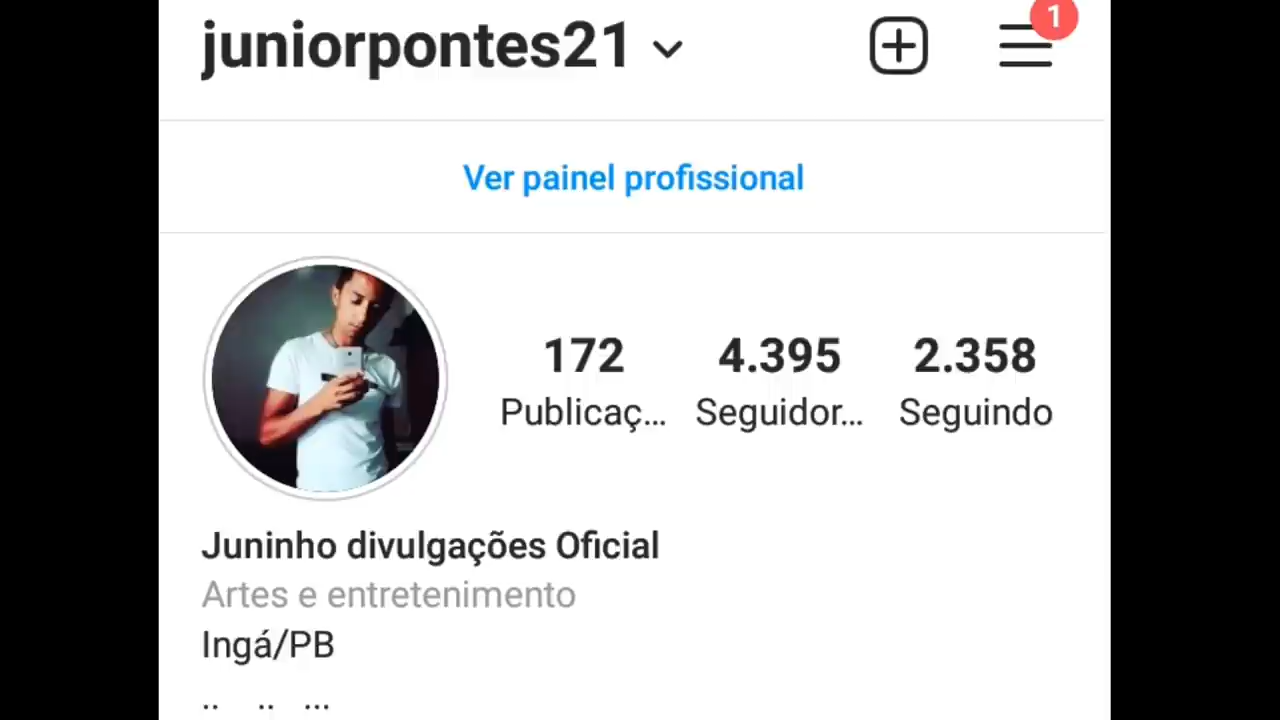 juniorpontes21
1
Ver painel profissional
172 4.395 2.358
Publicaç... Seguidor... Seguindo
Juninho divulgações Oficial
Artes e entretenimento
Ingá/PB